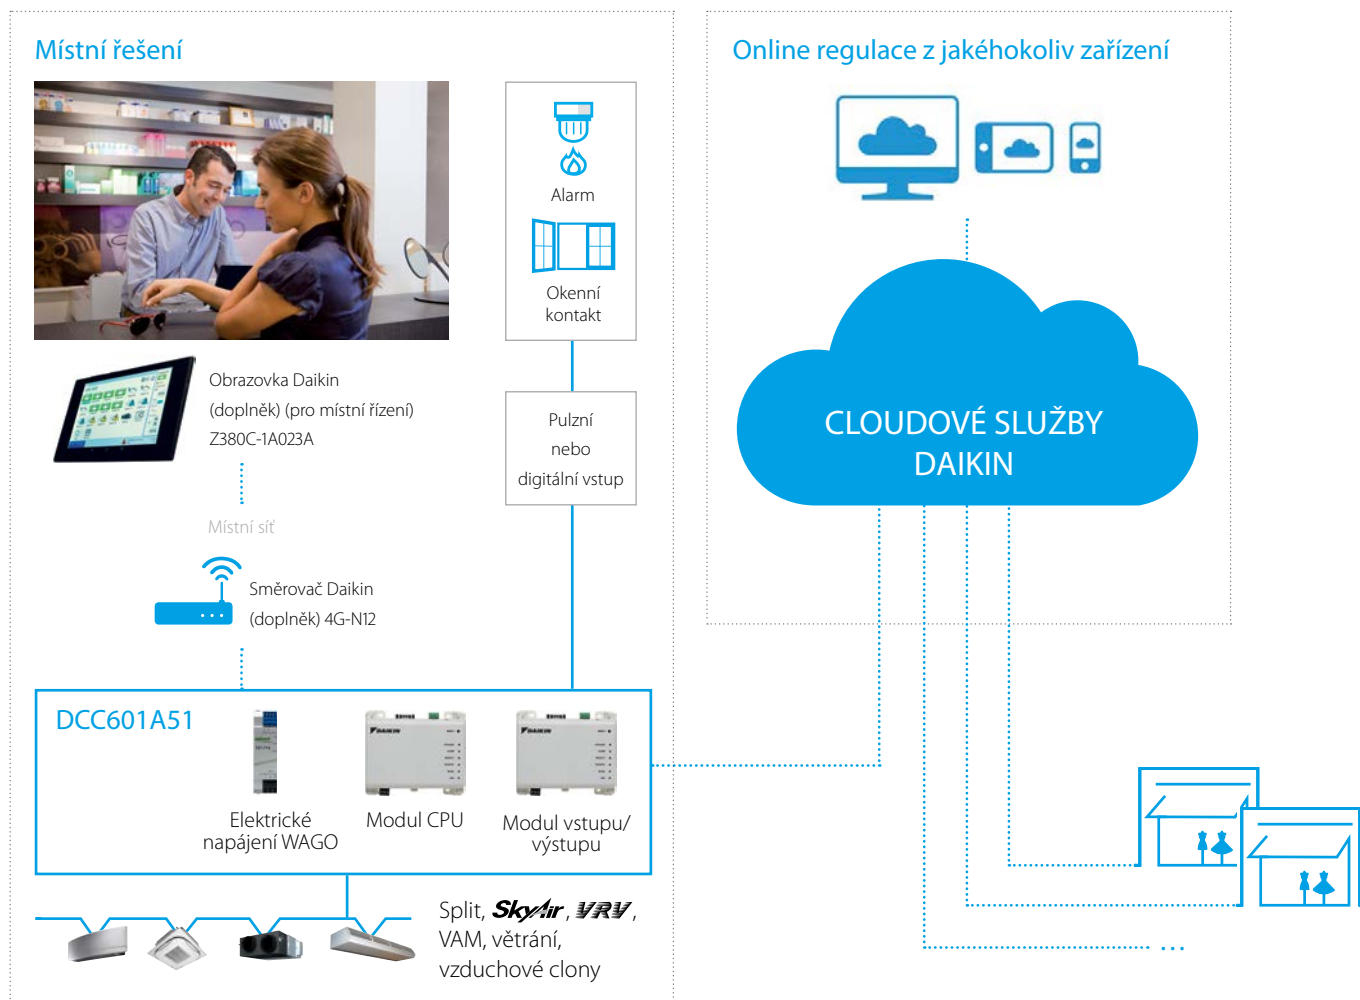 Místní řešení
Alarm
Okenní
kontakt
Obrazovka Daikin
(doplněk) (pro místní řízení)
Z380C-1A023A
Pulzní
nebo
digitální vstup
Místní síť
Směrovač Daikin
(doplněk) 4G-N12
DCC601A51
DAIKIN
DAIKIN
Elektrické
napájení WAGO
Modul CPU
Modul vstupu/
výstupu
Split, SkyAir, VRV,
VAM, větrání,
vzduchové clony
Online regulace z jakéhokoliv zařízení
CLOUDOVÉ SLUŽBY
DAIKIN
...